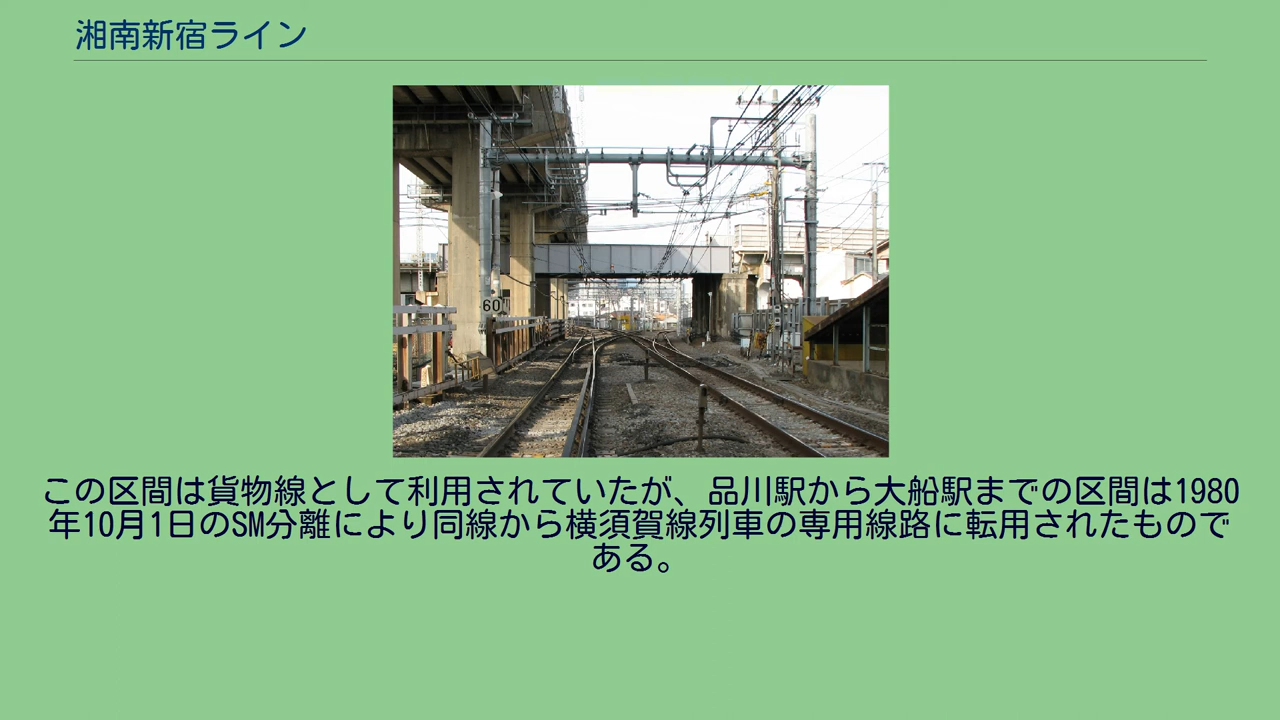 湘南新宿ライン
60
この区間は貨物線として利用されていたが、品川駅から大船駅までの区間は1980
年10月1日のSM分離により同線から横須賀線列車の専用線路に転用されたもので
ある。